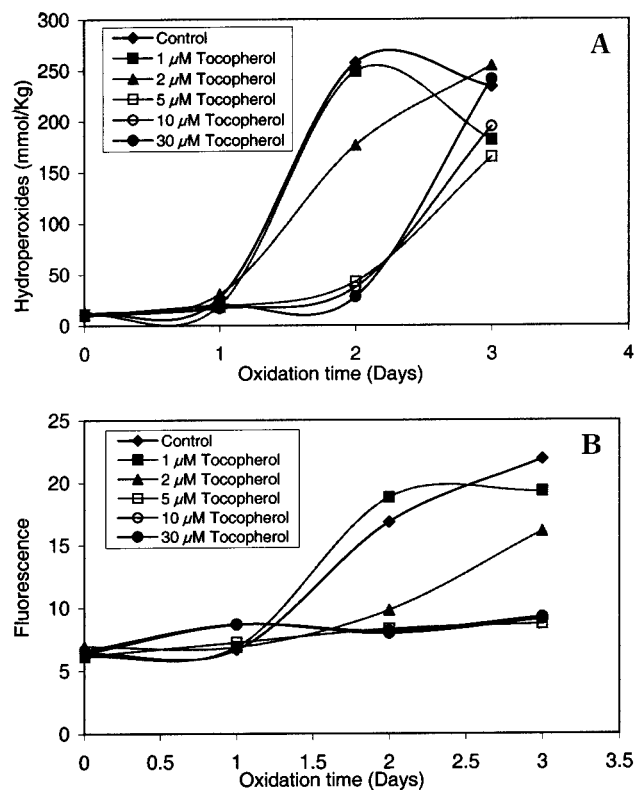 A
Hydroperoxides (mmol/Kg)
300
250
200
150
100
50
0
Control
1 µM Tocopherol
2 µM Tocopherol
5 µM Tocopherol
10 µM Tocopherol
30 µM Tocopherol
0 1 2 3 4
Oxidation time (Days)
B
Fluorescence
25
20
15
10
5
0
Control
1 µM Tocopherol
2 µM Tocopherol
5 µM Tocopherol
10 µM Tocopherol
30 µM Tocopherol
0 0.5 1 1.5 2 2.5 3 3.5
Oxidation time (Days)